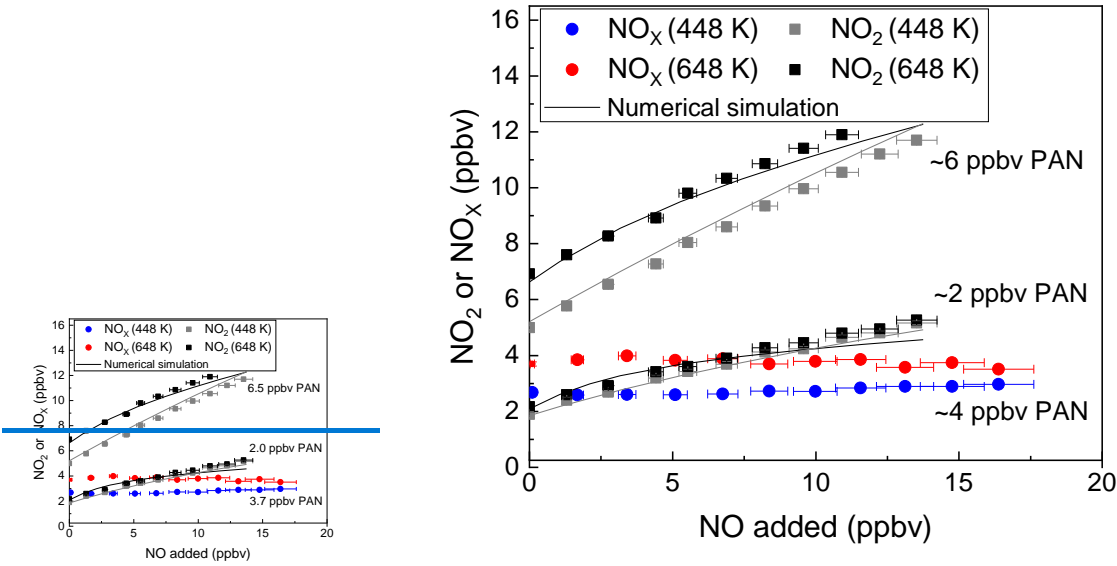 16
14
12
10
8
6
4
2
0
NOX (448 K)
NO2 (448 K)
NOX (648 K)
NO2 (648 K)
Numerical simulation
6.5 ppbv PAN
2.0 ppbv PAN
3.7 ppbv PAN
NO2 or NOX (ppbv)
0 5 10 15 20
NO added (ppbv)
16
14
12
10
8
6
4
2
0
NOX (448 K)
NO2 (448 K)
NOX (648 K)
NO2 (648 K)
Numerical simulation
~6 ppbv PAN
~2 ppbv PAN
~4 ppbv PAN
NO2 or NOX (ppbv)
0 5 10 15 20
NO added (ppbv)